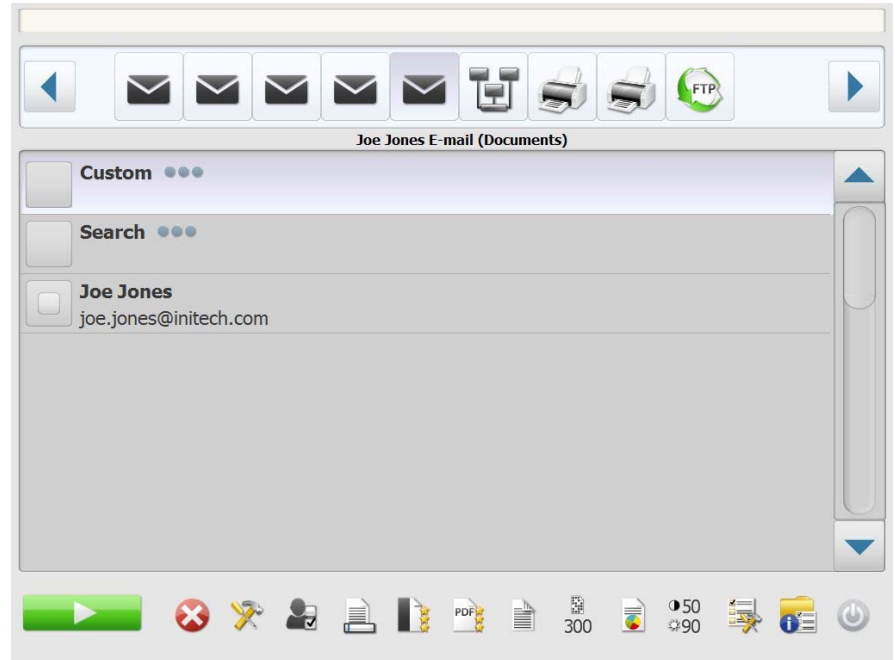 FTP
Joe Jones E-mail (Documents)
Custom
Search
Joe Jones
joe.jones@initech.com
PDF
300
50
90